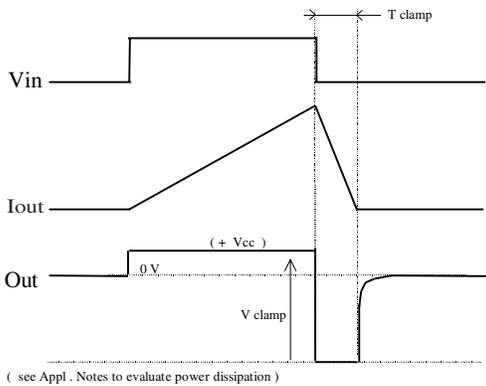 T clamp
Vin
Iout
( + Vcc )
0 V
Out
V clamp
( see Appl . Notes to evaluate power dissipation )